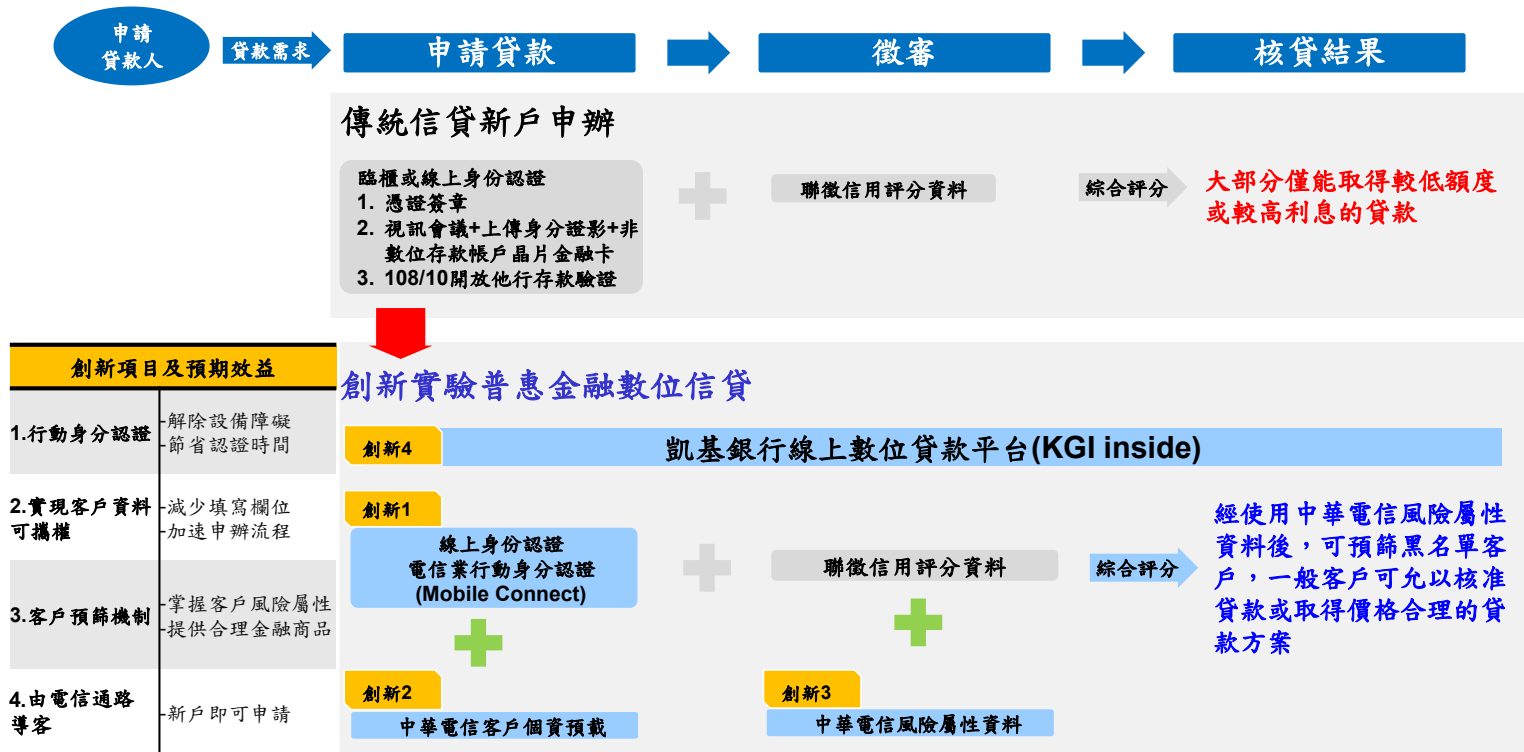 申請
貸款人
貸款需求
申請貸款
徵審
核貸結果
傳統信貸新戶申辦
臨櫃或線上身份認證
1. 憑證簽章
2. 視訊會議+上傳身分證影+非
數位存款帳戶晶片金融卡
3. 108/10開放他行存款驗證
聯徵信用評分資料
綜合評分
大部分僅能取得較低額度
或較高利息的貸款
創新項目及預期效益
1.行動身分認證
-解除設備障礙
-節省認證時間
2.實現客戶資料
可攜權
-減少填寫欄位
-加速申辦流程
3.客戶預篩機制
-掌握客戶風險屬性
-提供合理金融商品
4.由電信通路
導客
-新戶即可申請
創新實驗普惠金融數位信貸
創新4
凱基銀行線上數位貸款平台(KGI inside)
創新1
線上身份認證
電信業行動身分認證
(Mobile Connect)
聯徵信用評分資料
綜合評分
經使用中華電信風險屬性
資料後，可預篩黑名單客
戶，一般客戶可允以核准
貸款或取得價格合理的貸
款方案
創新2
中華電信客戶個資預載
創新3
中華電信風險屬性資料